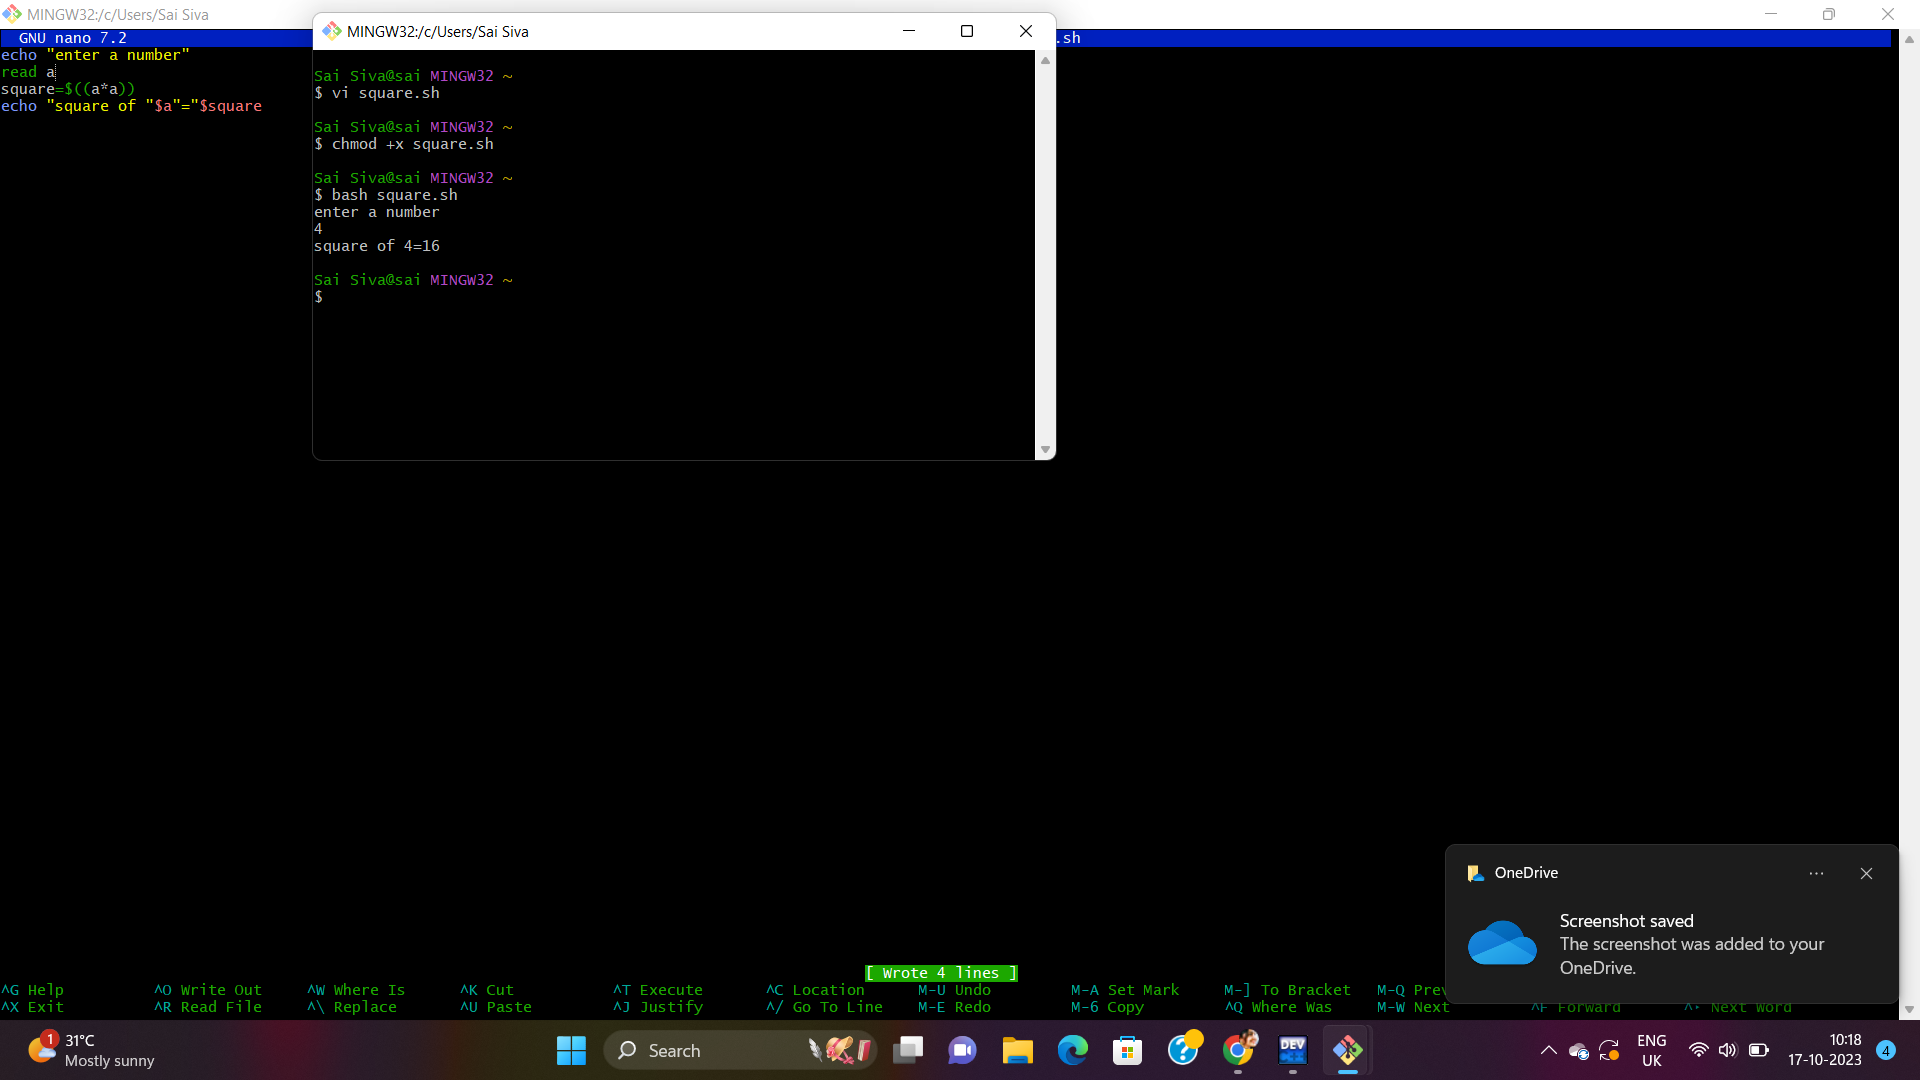 MINGW32:/c/Users/Sai Siva
GNU nano 7.2
.sh
echo "enter a number"
read a
square=$((a*a))
echo "square of "$a"="$square
MINGW32:/c/Users/Sai Siva
Sai Siva@sai MINGW32 ~
$ vi square.sh
Sai Siva@sai MINGW32 ~
$ chmod +x square.sh
Sai Siva@sai MINGW32 ~
$ bash square.sh
enter a number
4
square of 4=16
Sai Siva@sai MINGW32 ~
$
OneDrive
Screenshot saved
The screenshot was added to your
OneDrive.
[ Wrote 4 lines ]
^G Help ^O Write Out ^W Where Is ^K Cut ^T Execute ^C Location M-U Undo M-A Set Mark M-] To Bracket M-Q Prev
^X Exit ^R Read File ^\ Replace ^U Paste ^J Justify ^/ Go To Line M-E Redo M-6 Copy ^Q Where Was M-W Next ^F Forward Next Word
1
31°C
Mostly sunny
Search
DEV
ENG
UK
10:18
17-10-2023
4